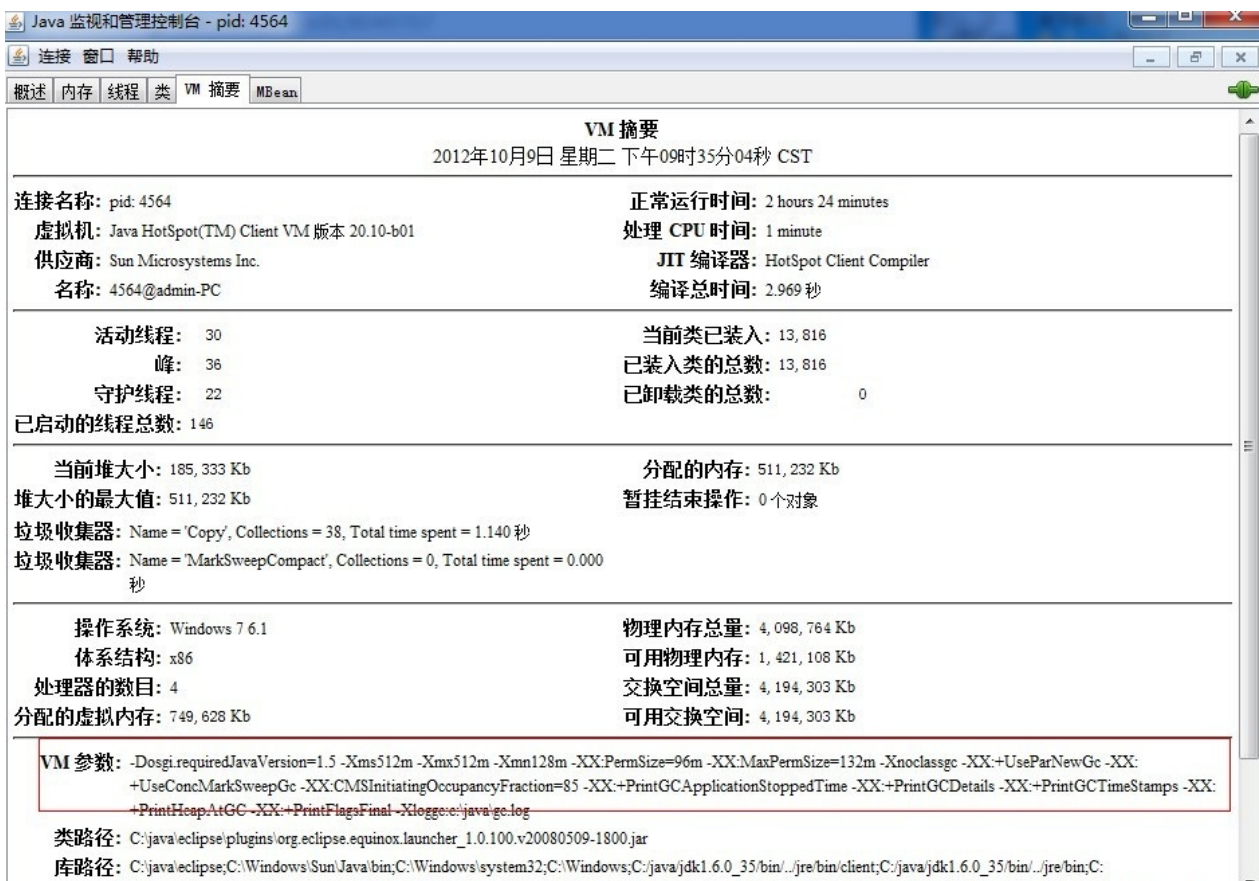 Java 监视和管理控制台 - pid: 4564
连接 窗口 帮助
概述 内存 线程 类 VM 摘要 MBean
VM 摘要
2012年10月9日 星期二 下午09时35分04秒 CST
连接名称: pid: 4564
正常运行时间: 2 hours 24 minutes
虚拟机: Java HotSpot(TM) Client VM 版本 20.10-b01
处理 CPU 时间: 1 minute
供应商: Sun Microsystems Inc.
JIT 编译器: HotSpot Client Compiler
名称: 4564@admin-PC
编译总时间: 2.969 秒
活动线程: 30
当前类已装入: 13,816
峰: 36
已装入类的总数: 13,816
守护线程: 22
已卸载类的总数: 0
已启动的线程总数: 146
当前堆大小: 185,333 Kb
分配的内存: 511,232 Kb
堆大小的最大值: 511,232 Kb
暂挂结束操作: 0个对象
垃圾收集器: Name = 'Copy', Collections = 38, Total time spent = 1.140 秒
垃圾收集器: Name = 'MarkSweepCompact', Collections = 0, Total time spent = 0.000
秒
操作系统: Windows 7 6.1
物理内存总量: 4,098,764 Kb
体系结构: x86
可用物理内存: 1,421,108 Kb
处理器的数目: 4
交换空间总量: 4,194,303 Kb
分配的虚拟内存: 749,628 Kb
可用交换空间: 4,194,303 Kb
VM 参数: -Dosgi.requiredJavaVersion=1.5 -Xms512m -Xmx512m -Xmn128m -XX:PermSize=96m -XX:MaxPermSize=132m -Xnoclassgc -XX:+UseParNewGc -XX:
+UseConcMarkSweepGc -XX:CMSInitiatingOccupancyFraction=85 -XX:+PrintGCApplicationStoppedTime -XX:+PrintGCDetails -XX:+PrintGCTimeStamps -XX:
+PrintHeapAtGC -XX:+PrintFlagsFinal -Xloggc:c:\java\gc.log
类路径: C:\java\eclipse\plugins\org.eclipse.equinox.launcher_1.0.100.v20080509-1800.jar
库路径: C:\java\eclipse;C:\Windows\Sun\Java\bin;C:\Windows\system32;C:\Windows;C:/java/jdk1.6.0_35/bin/../jre/bin/client;C:/java/jdk1.6.0_35/bin/../jre/bin;C: